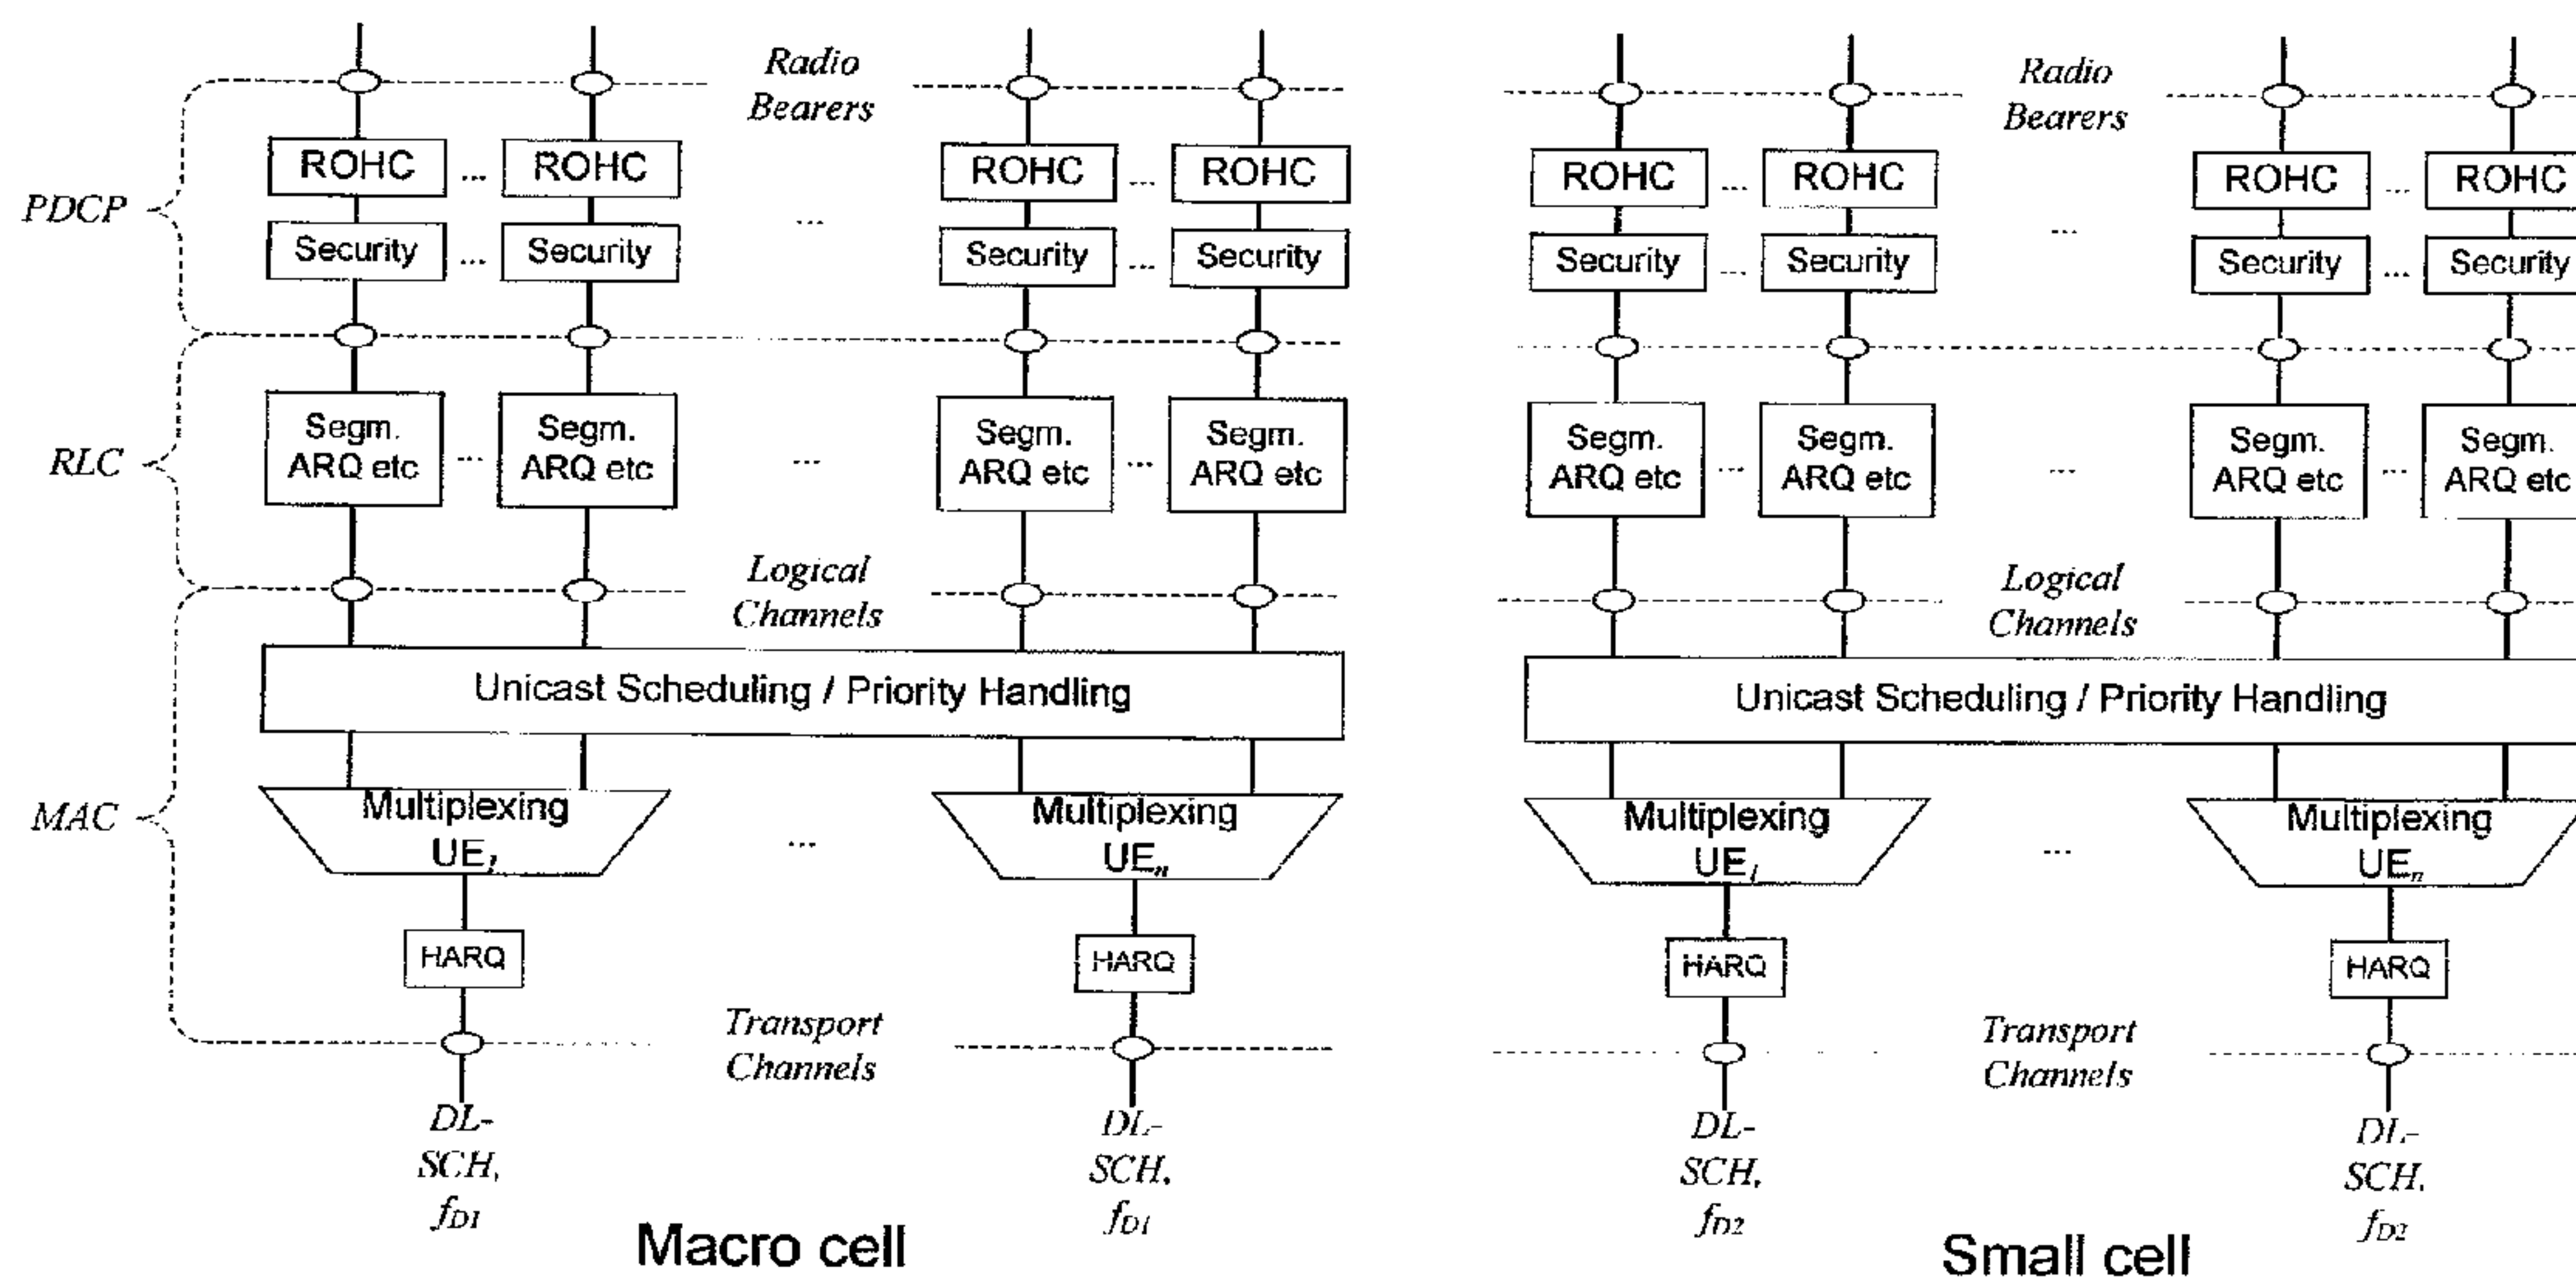 Radio
Bearers
Radio
Bearers
PDCP
ROHC ... ROHC ROHC ... ROHC ROHC ... ROHC ROHC ... ROHC
... ...
Security ... Security Security ... Security Security ... Security Security ... Security
RLC
Segm.
ARQ etc
...
Segm.
ARQ etc
...
Segm.
ARQ etc
...
Segm.
ARQ etc
Segm.
ARQ etc
...
Segm.
ARQ etc
...
Segm.
ARQ etc
...
Segm.
ARQ etc
Logical
Channels
Logical
Channels
MAC
Unicast Scheduling / Priority Handling
Unicast Scheduling / Priority Handling
Multiplexing
UE1
...
Multiplexing
UEn
Multiplexing
UE1
...
Multiplexing
UEn
HARQ HARQ HARQ HARQ
Transport
Channels
Transport
Channels
DL-
SCH,
fD1
DL-
SCH,
fD1
DL-
SCH,
fD2
DL-
SCH,
fD2
Macro cell
Small cell